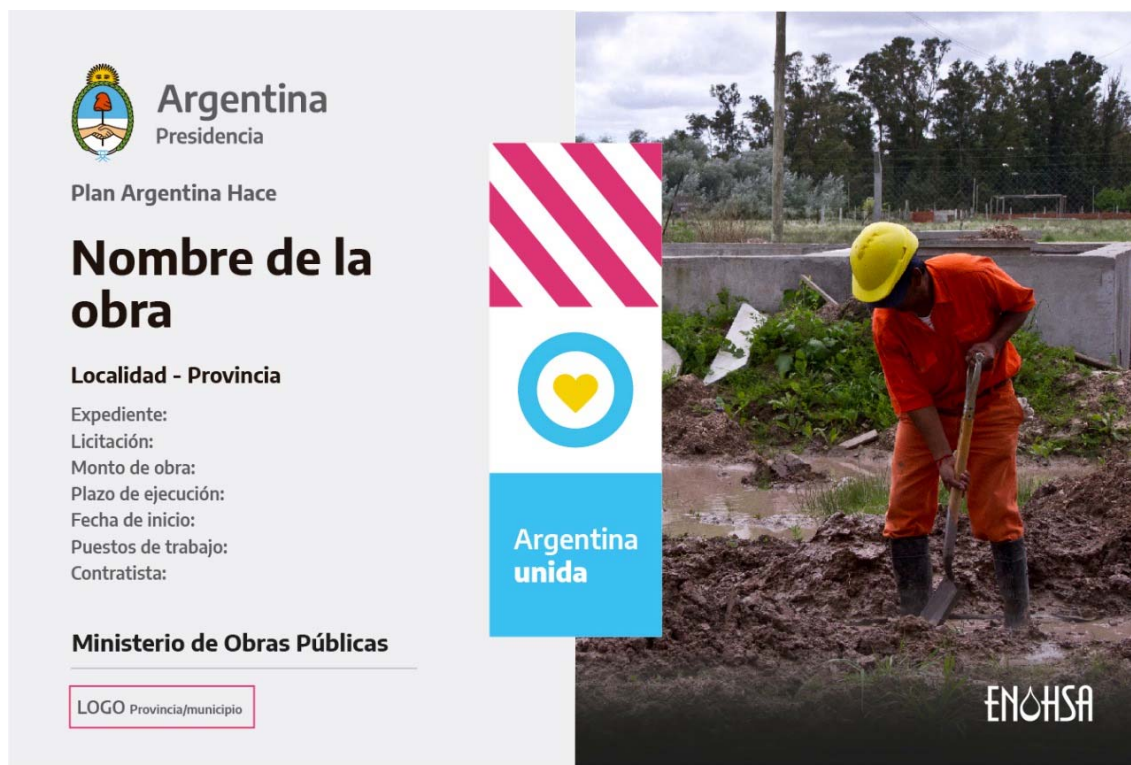 Argentina
Presidencia
Plan Argentina Hace
Nombre de la
obra
Localidad - Provincia
Expediente:
Licitación:
Monto de obra:
Plazo de ejecución:
Fecha de inicio:
Puestos de trabajo:
Contratista:
Ministerio de Obras Públicas
LOGO Provincia/municipio
Argentina
unida
ENOHSA